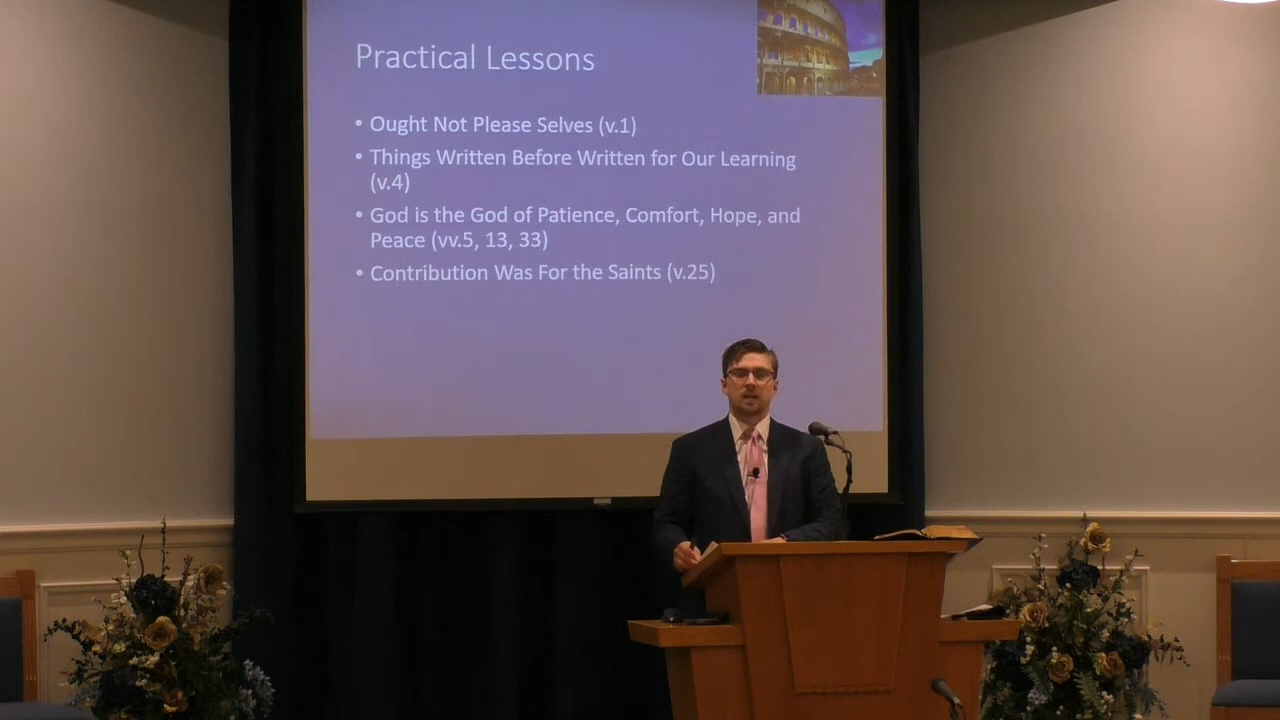 Practical Lessons
• Ought Not Please Selves (v.1)
• Things Written Before Written for Our Learning
(v.4)
• God is the God of Patience, Comfort, Hope, and
Peace (vv.5, 13, 33)
• Contribution Was For the Saints (v.25)